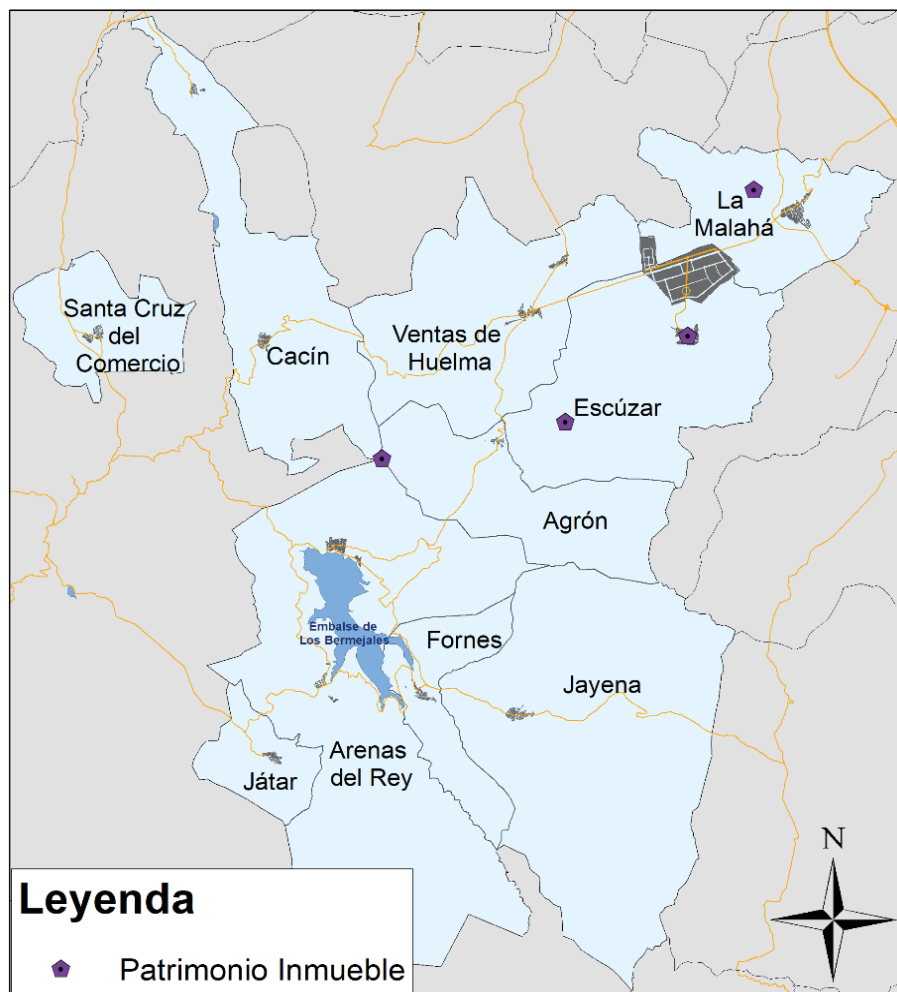 La
Malahá
Santa Cruz
del
Comercio
Cacín
Ventas de
Huelma
Escúzar
Agrón
Embalse de
Los Bermejales
Fornes
Jayena
Arenas
del Rey
Játar
N
Leyenda
Patrimonio Inmueble